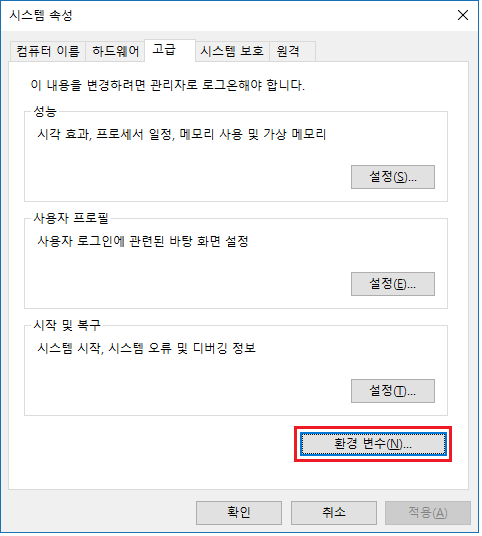 시스템 속성
컴퓨터 이름 하드웨어 고급 시스템 보호 원격
이 내용을 변경하려면 관리자로 로그온해야 합니다.
성능
시각 효과, 프로세서 일정, 메모리 사용 및 가상 메모리
설정(S)...
사용자 프로필
사용자 로그인에 관련된 바탕 화면 설정
설정(E)...
시작 및 복구
시스템 시작, 시스템 오류 및 디버깅 정보
설정(T)...
환경 변수(N)...
확인 취소 적용(A)